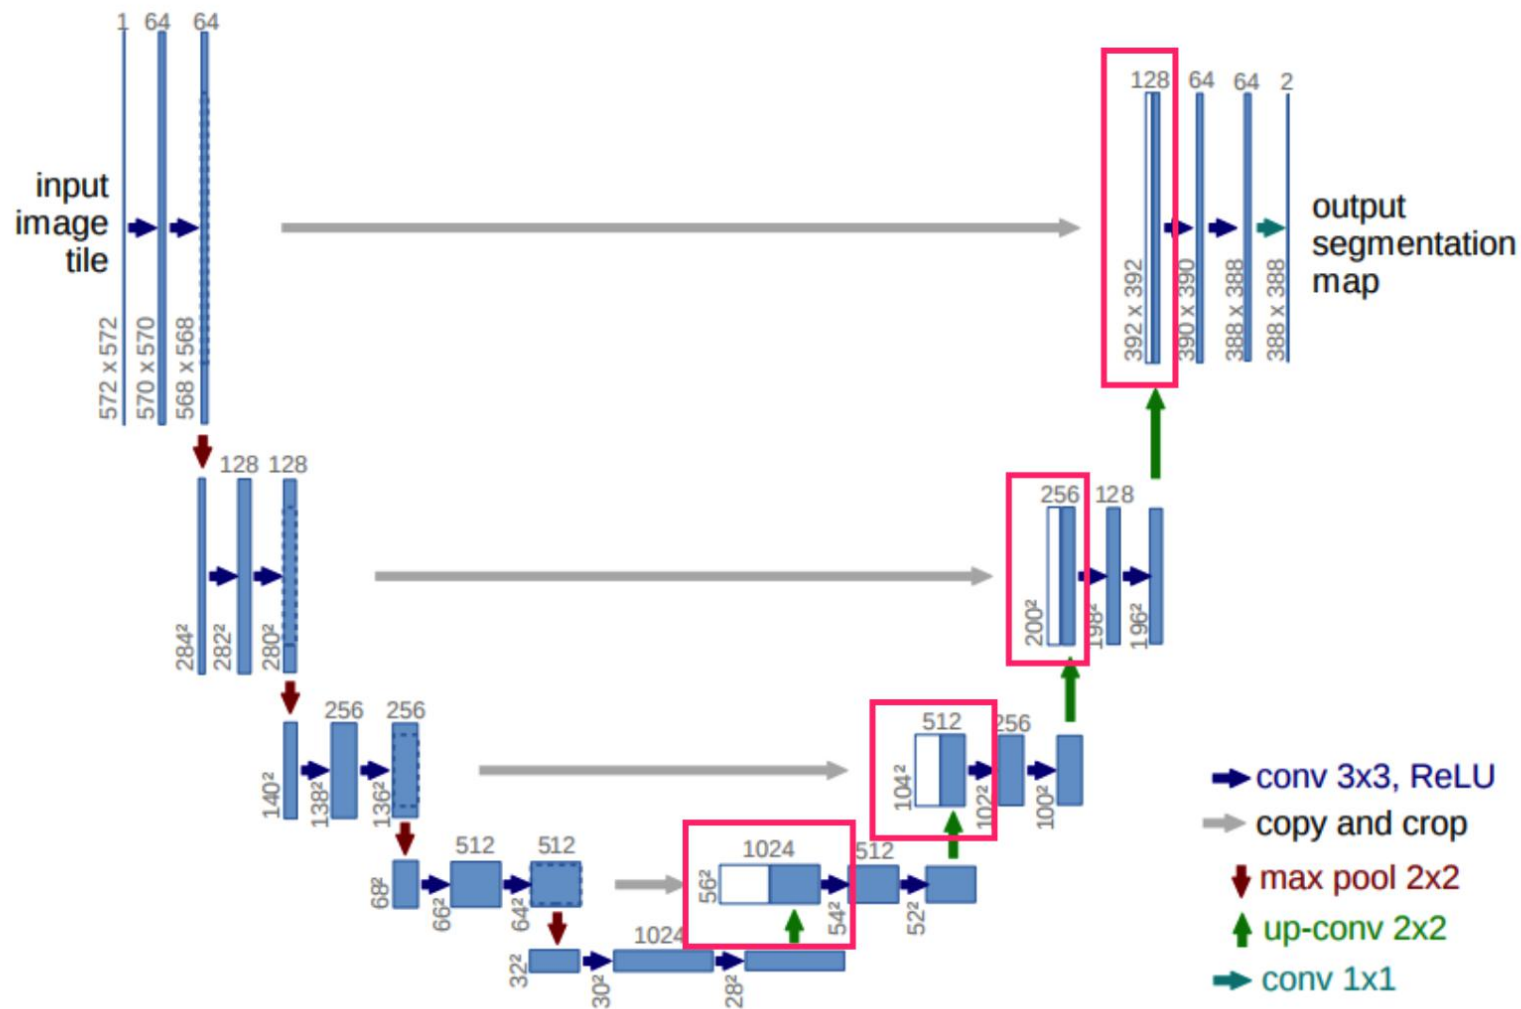 1 64 64
128 64 64 2
input
image
tile
output
segmentation
map
572 x 572
570 x 570
568 x 568
392 x 392
390 x 390
388 x 388
388 x 388
128 128
256 128
284²
282²
280²
200²
198²
196²
256 256
512 256
140²
138²
136²
104²
102²
100²
512 512
1024 512
68²
66²
64²
56²
54²
52²
1024
32²
30²
28²
conv 3x3, ReLU
copy and crop
max pool 2x2
up-conv 2x2
conv 1x1